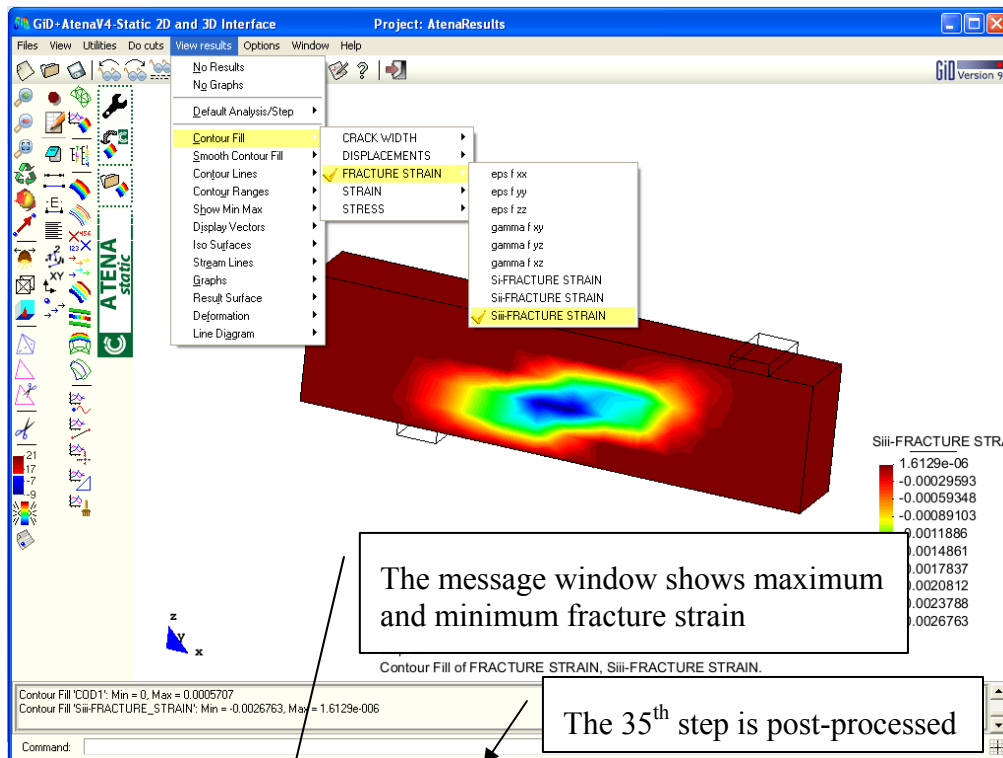 GiD+AtenaV4-Static 2D and 3D Interface Project: AtenaResults
Files View Utilities Do cuts View results Options Window Help
GiD Version 9
No Results
No Graphs
Default Analysis/Step
Contour Fill
Smooth Contour Fill
Contour Lines
Contour Ranges
Show Min Max
Display Vectors
Iso Surfaces
Stream Lines
Graphs
Result Surface
Deformation
Line Diagram
CRACK WIDTH
DISPLACEMENTS
FRACTURE STRAIN
STRAIN
STRESS
eps f xx
eps f yy
eps f zz
gamma f xy
gamma f yz
gamma f xz
Si-FRACTURE STRAIN
Sii-FRACTURE STRAIN
Siii-FRACTURE STRAIN
ATENA
static
21
17
-7
-9
Siii-FRACTURE STRA
1.6129e-06
-0.00029593
-0.00059348
-0.00089103
0.0011886
0.0014861
0.0017837
0.0020812
0.0023788
0.0026763
The message window shows maximum
and minimum fracture strain
z
y
x
Contour Fill of FRACTURE STRAIN, Siii-FRACTURE STRAIN.
Contour Fill 'COD1': Min = 0, Max = 0.0005707
Contour Fill 'Siii-FRACTURE_STRAIN': Min = -0.0026763, Max = 1.6129e-006
The 35th step is post-processed
Command: